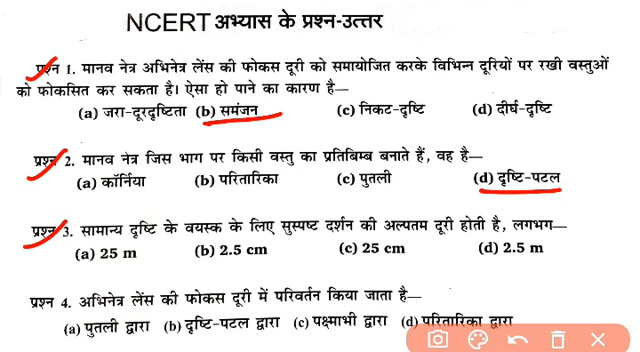 NCERT अभ्यास के प्रश्न-उत्तर
प्रश्न 1. मानव नेत्र अभिनेत्र लेंस की फोकस दूरी को समायोजित करके विभिन्न दूरियों पर रखी वस्तुओं
को फोकसित कर सकता है। ऐसा हो पाने का कारण है—
(a) जरा-दूरदृष्टिता (b) समंजन (c) निकट-दृष्टि (d) दीर्घ-दृष्टि
प्रश्न 2. मानव नेत्र जिस भाग पर किसी वस्तु का प्रतिबिम्ब बनाते हैं, वह है—
(a) कॉर्निया (b) परितारिका (c) पुतली (d) दृष्टि-पटल
प्रश्न 3. सामान्य दृष्टि के वयस्क के लिए सुस्पष्ट दर्शन की अल्पतम दूरी होती है, लगभग—
(a) 25 m (b) 2.5 cm (c) 25 cm (d) 2.5 m
प्रश्न 4. अभिनेत्र लेंस की फोकस दूरी में परिवर्तन किया जाता है—
(a) पुतली द्वारा (b) दृष्टि-पटल द्वारा (c) पक्ष्माभी द्वारा (d) परितारिका द्वारा